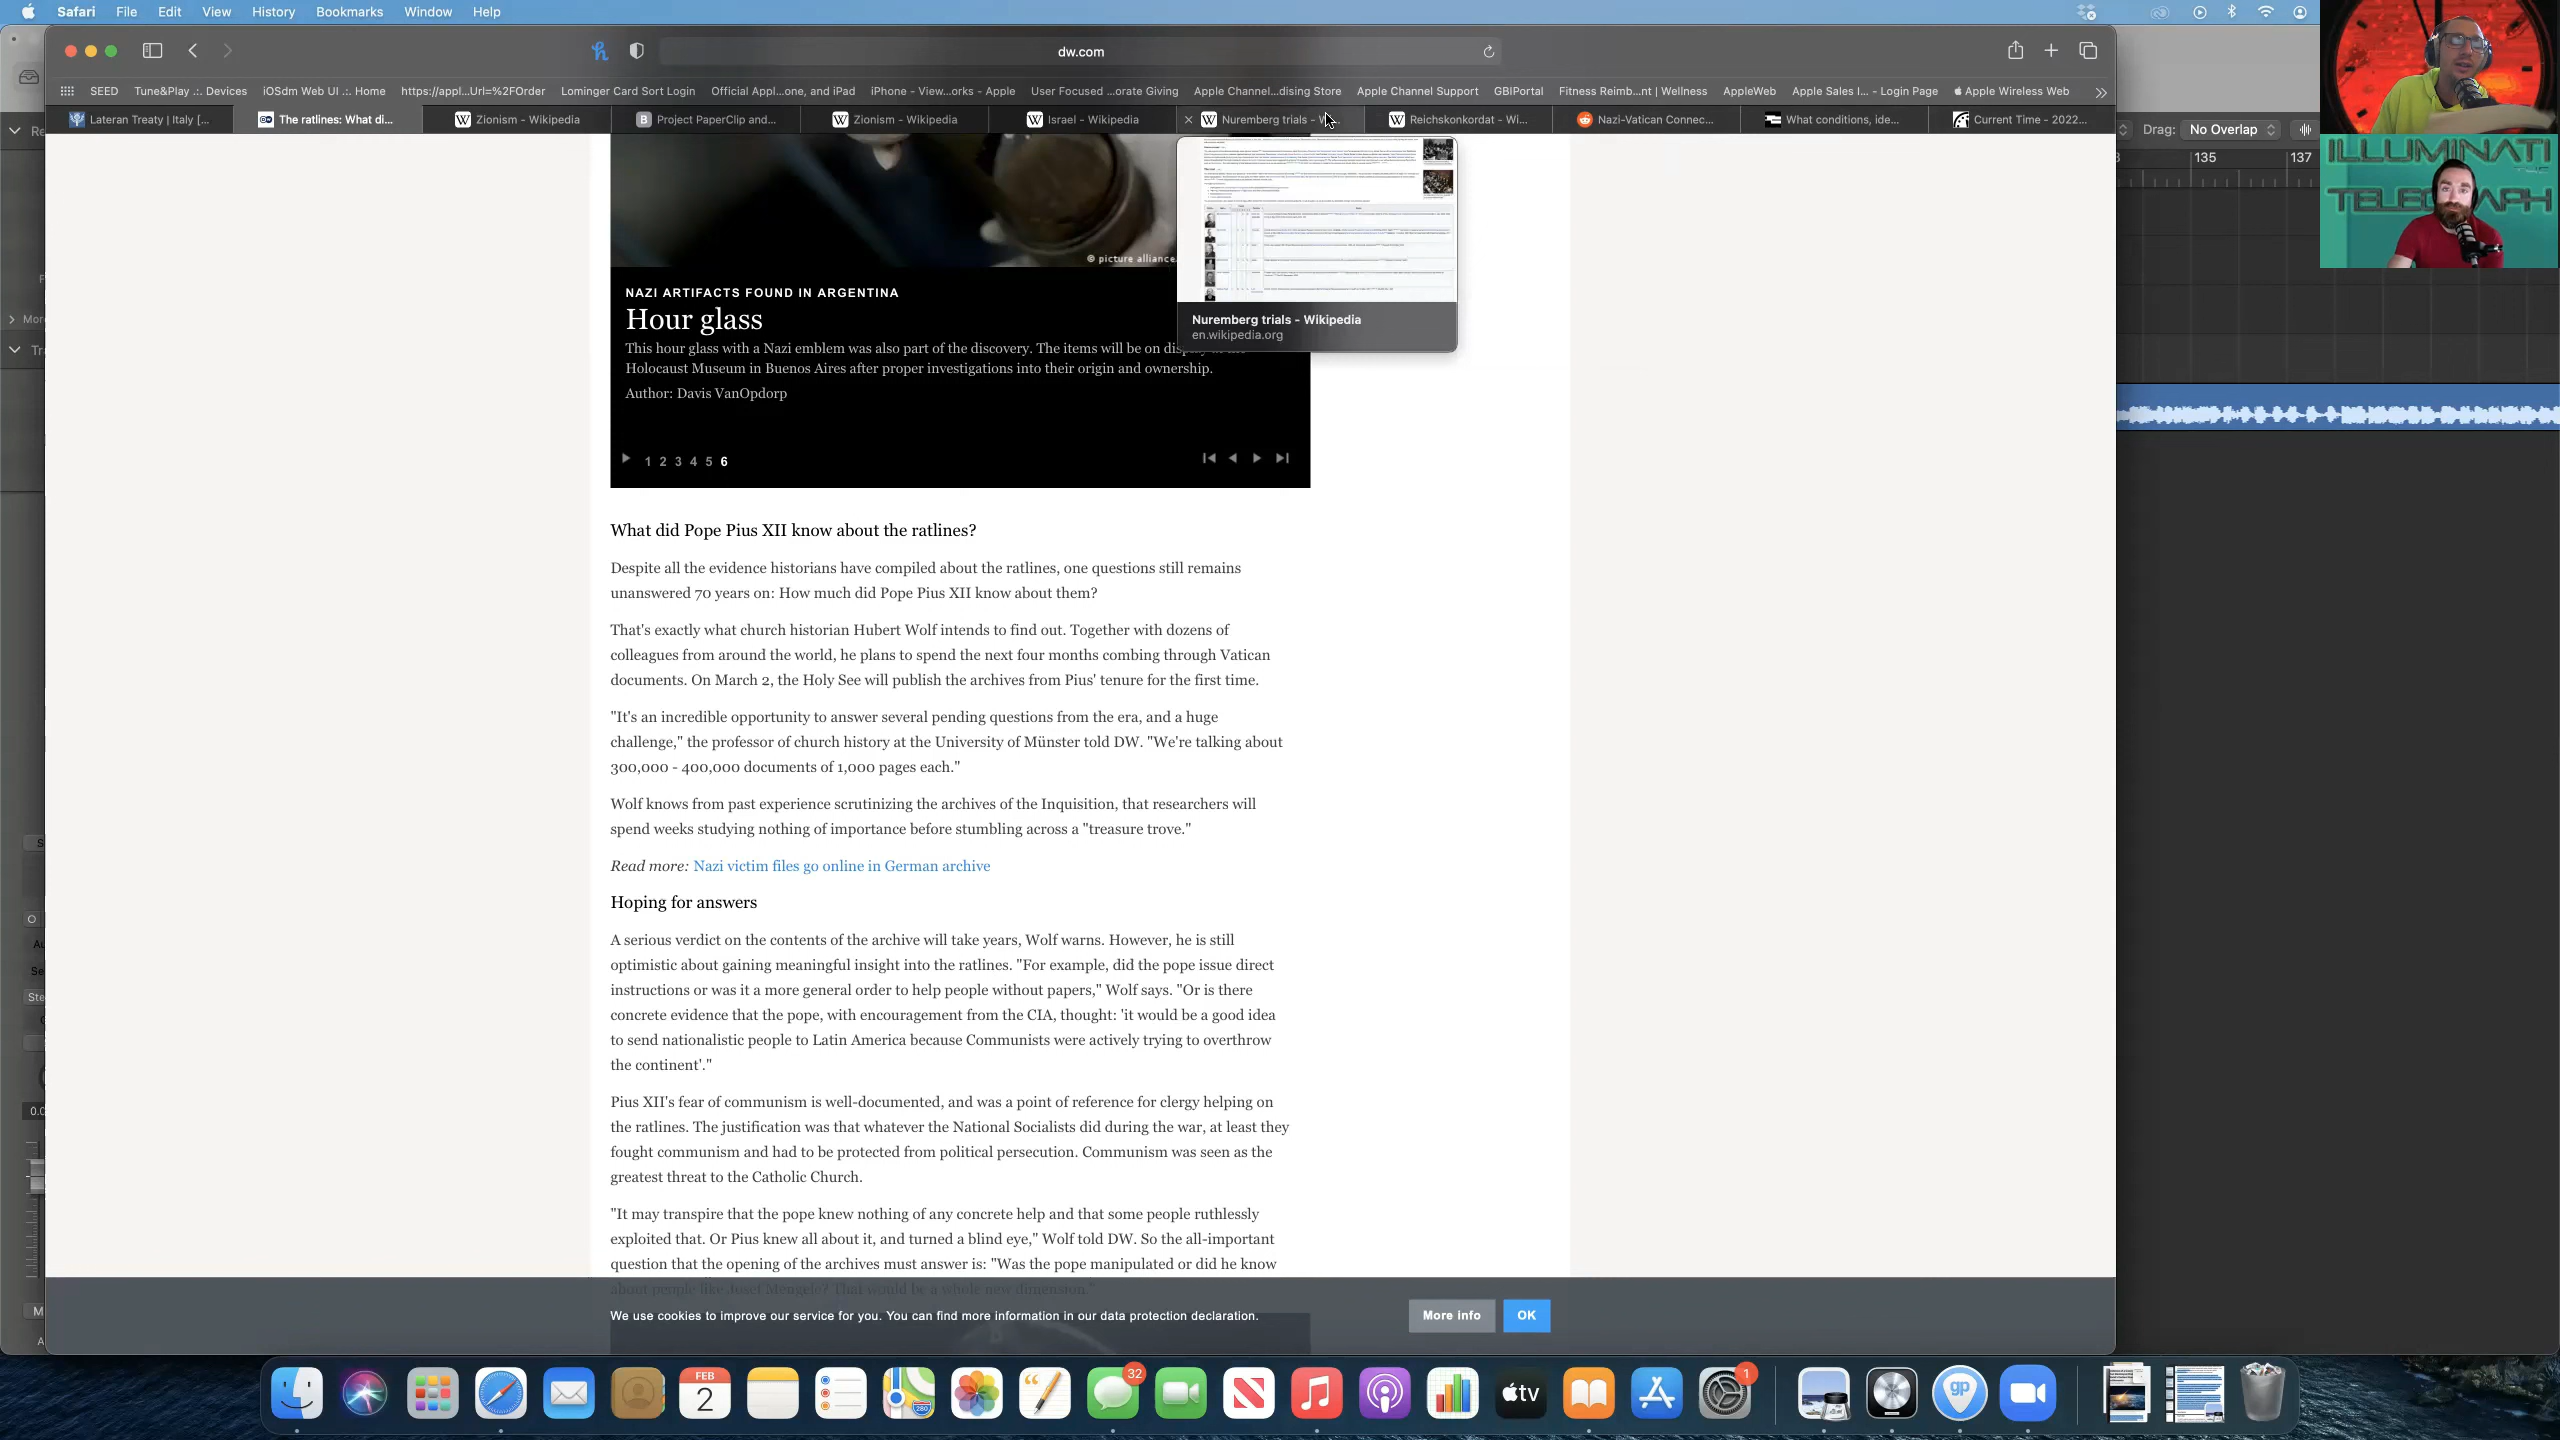 Safari File Edit View History Bookmarks Window Help
dw.com
SEED Tune&Play .:. Devices iOSdm Web UI .:. Home https://appl...Url=%2FOrder Lominger Card Sort Login Official Appl...one, and iPad iPhone - View...orks - Apple User Focused ...orate Giving Apple Channel...dising Store Apple Channel Support GBIPortal Fitness Reimb...nt | Wellness AppleWeb Apple Sales I... - Login Page Apple Wireless Web
Lateran Treaty | Italy [... The ratlines: What di... Zionism - Wikipedia Project PaperClip and... Zionism - Wikipedia Israel - Wikipedia Nuremberg trials - W... Reichskonkordat - Wi... Nazi-Vatican Connec... What conditions, ide... Current Time - 2022...
Drag: No Overlap
135 137
ILLUMINATI
TELEGRAPH
© picture alliance
NAZI ARTIFACTS FOUND IN ARGENTINA
Hour glass
This hour glass with a Nazi emblem was also part of the discovery. The items will be on display at the
Holocaust Museum in Buenos Aires after proper investigations into their origin and ownership.
Author: Davis VanOpdorp
1 2 3 4 5 6
Nuremberg trials - Wikipedia
en.wikipedia.org
What did Pope Pius XII know about the ratlines?
Despite all the evidence historians have compiled about the ratlines, one questions still remains
unanswered 70 years on: How much did Pope Pius XII know about them?
That's exactly what church historian Hubert Wolf intends to find out. Together with dozens of
colleagues from around the world, he plans to spend the next four months combing through Vatican
documents. On March 2, the Holy See will publish the archives from Pius' tenure for the first time.
"It's an incredible opportunity to answer several pending questions from the era, and a huge
challenge," the professor of church history at the University of Münster told DW. "We're talking about
300,000 - 400,000 documents of 1,000 pages each."
Wolf knows from past experience scrutinizing the archives of the Inquisition, that researchers will
spend weeks studying nothing of importance before stumbling across a "treasure trove."
Read more: Nazi victim files go online in German archive
Hoping for answers
A serious verdict on the contents of the archive will take years, Wolf warns. However, he is still
optimistic about gaining meaningful insight into the ratlines. "For example, did the pope issue direct
instructions or was it a more general order to help people without papers," Wolf says. "Or is there
concrete evidence that the pope, with encouragement from the CIA, thought: 'it would be a good idea
to send nationalistic people to Latin America because Communists were actively trying to overthrow
the continent'."
Pius XII's fear of communism is well-documented, and was a point of reference for clergy helping on
the ratlines. The justification was that whatever the National Socialists did during the war, at least they
fought communism and had to be protected from political persecution. Communism was seen as the
greatest threat to the Catholic Church.
"It may transpire that the pope knew nothing of any concrete help and that some people ruthlessly
exploited that. Or Pius knew all about it, and turned a blind eye," Wolf told DW. So the all-important
question that the opening of the archives must answer is: "Was the pope manipulated or did he know
about people like Josef Mengele? That would be a whole new dimension."
We use cookies to improve our service for you. You can find more information in our data protection declaration. More info OK
FEB
2
32
280
tv
1
gp